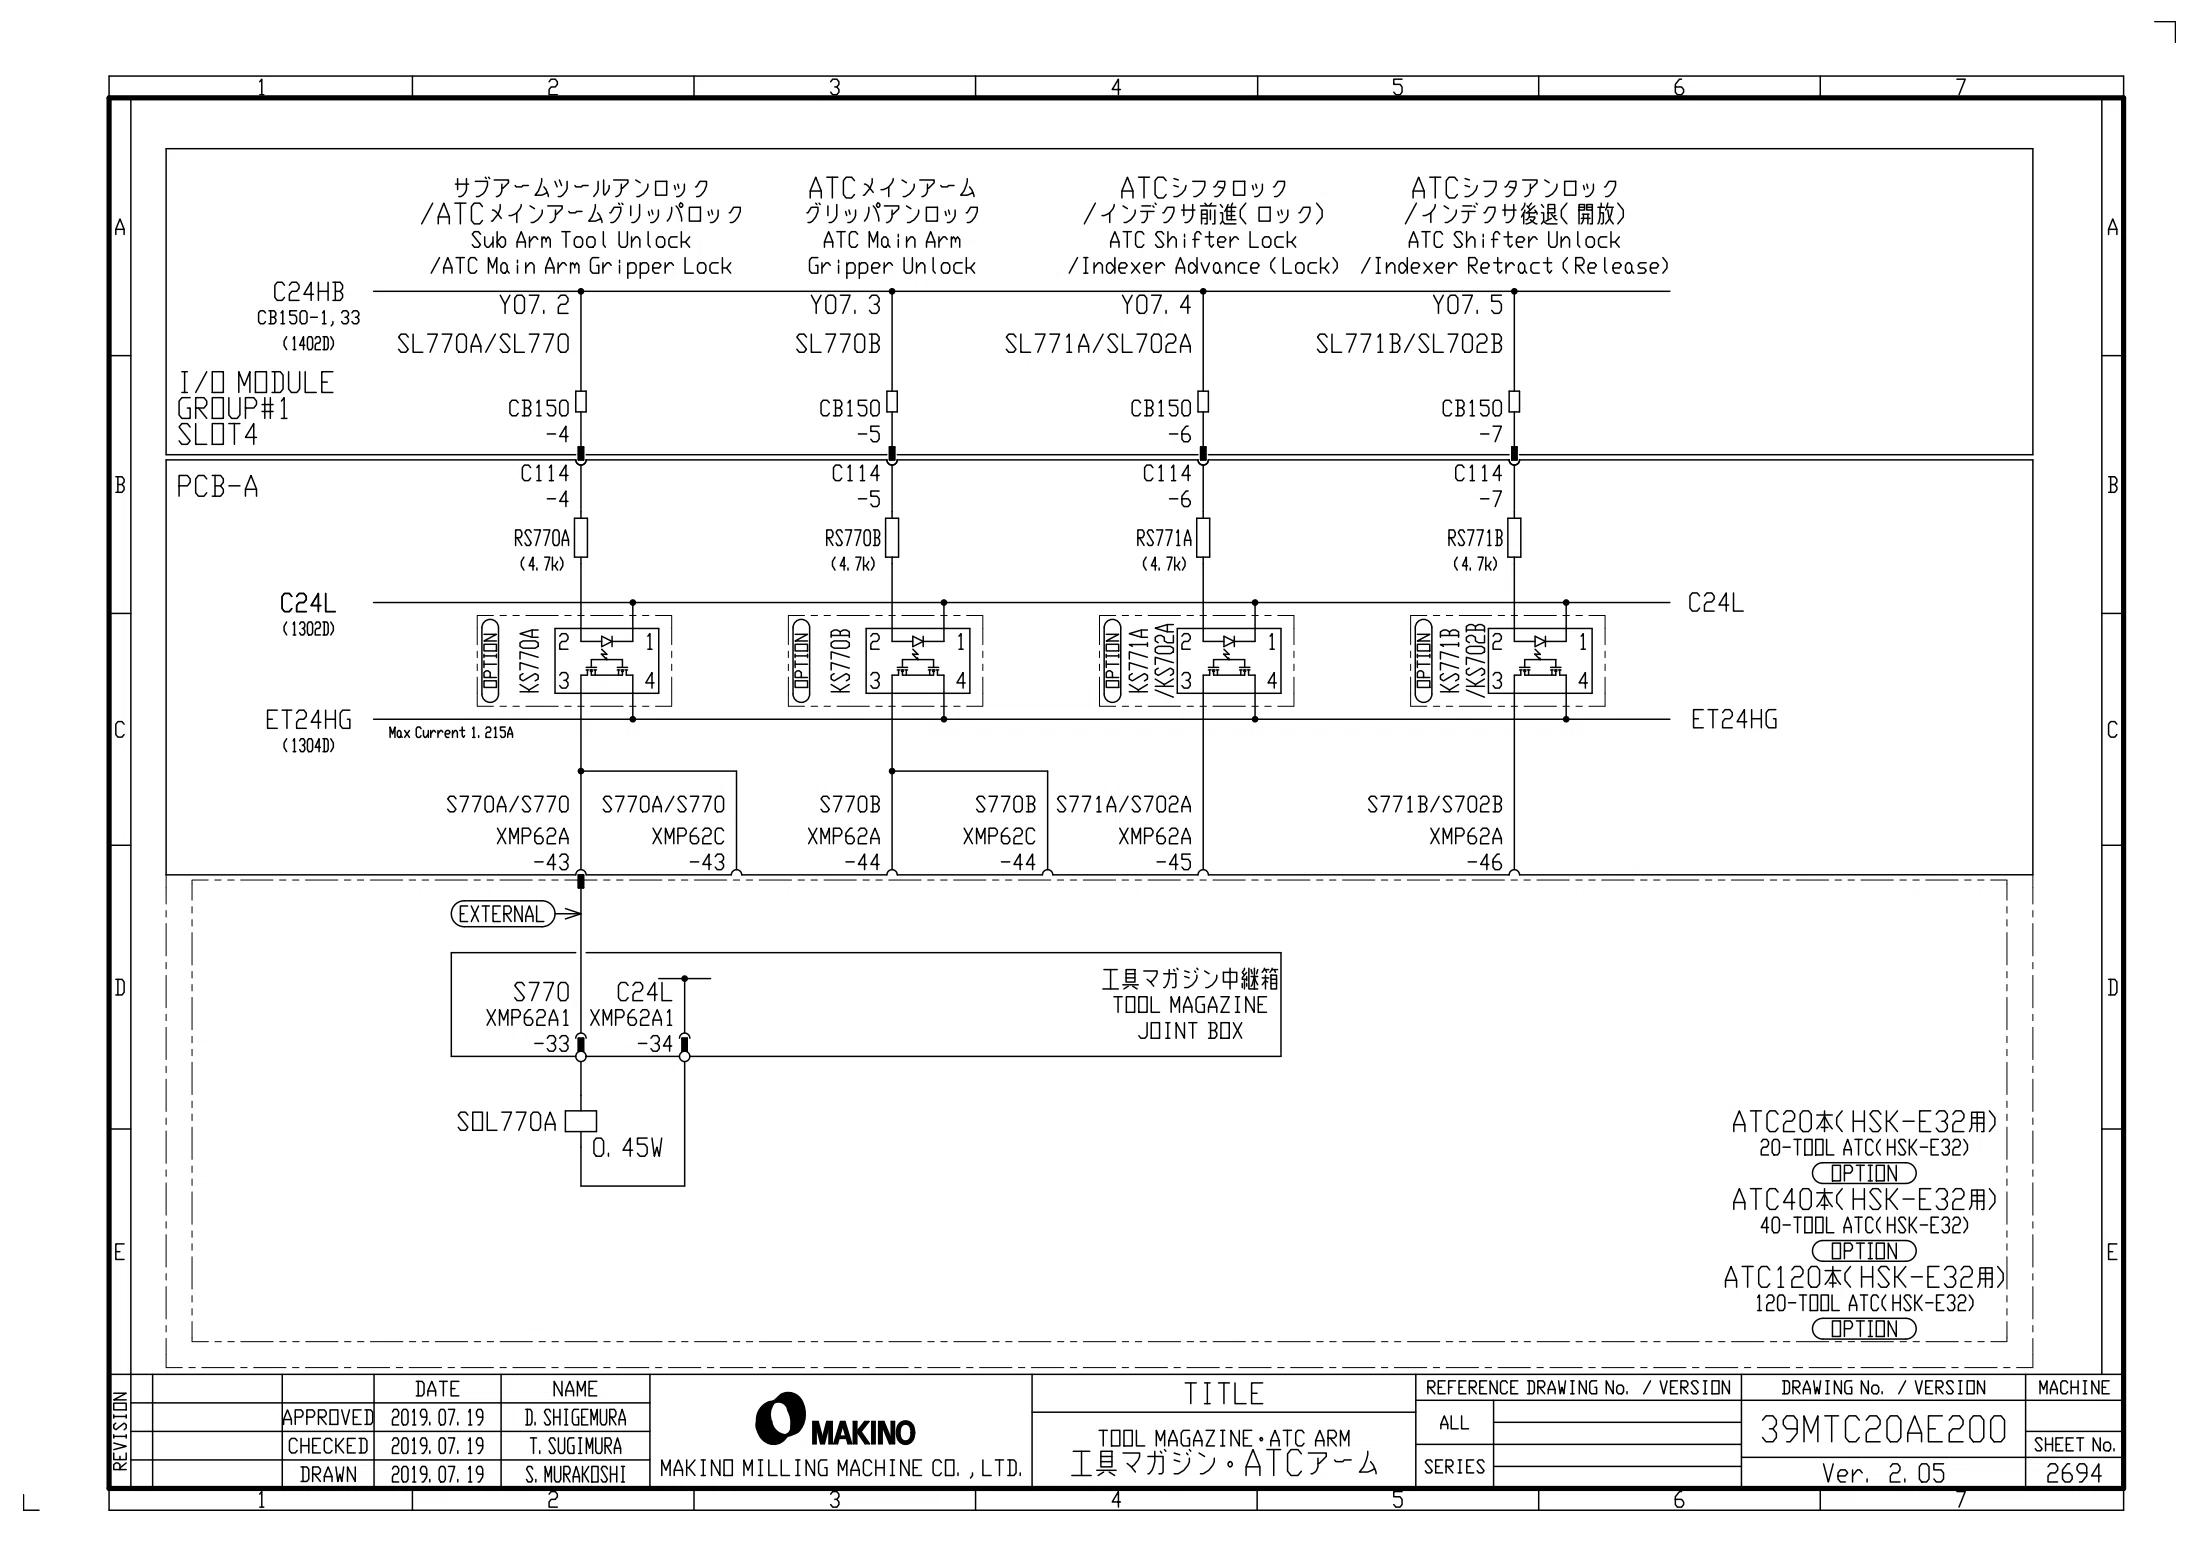 1 2 3 4 5 6 7
A A
サブアームツールアンロック
/ATCメインアームグリッパロック
Sub Arm Tool Unlock
/ATC Main Arm Gripper Lock
ATCメインアーム
グリッパアンロック
ATC Main Arm
Gripper Unlock
ATCシフタロック
/インデクサ前進(ロック)
ATC Shifter Lock
/Indexer Advance(Lock)
ATCシフタアンロック
/インデクサ後退(開放)
ATC Shifter Unlock
/Indexer Retract(Release)
C24HB
CB150-1,33
(1402D)
Y07.2 Y07.3 Y07.4 Y07.5
SL770A/SL770 SL770B SL771A/SL702A SL771B/SL702B
I/O MODULE
GROUP#1
SLOT4
CB150 CB150 CB150 CB150
-4 -5 -6 -7
B B
PCB-A
C114 C114 C114 C114
-4 -5 -6 -7
RS770A RS770B RS771A RS771B
(4.7k) (4.7k) (4.7k) (4.7k)
C24L C24L
(1302D)
OPTION KS770A 2 1 3 4
OPTION KS770B 2 1 3 4
OPTION KS771A /KS702A 2 1 3 4
OPTION KS771B /KS702B 2 1 3 4
C C
ET24HG ET24HG
(1304D)
Max Current 1.215A
S770A/S770 S770A/S770 S770B S770B S771A/S702A S771B/S702B
XMP62A XMP62C XMP62A XMP62C XMP62A XMP62A
-43 -43 -44 -44 -45 -46
EXTERNAL
D D
工具マガジン中継箱
TOOL MAGAZINE
JOINT BOX
S770 C24L
XMP62A1 XMP62A1
-33 -34
SOL770A
0.45W
E E
ATC20本(HSK-E32用)
20-TOOL ATC(HSK-E32)
OPTION
ATC40本(HSK-E32用)
40-TOOL ATC(HSK-E32)
OPTION
ATC120本(HSK-E32用)
120-TOOL ATC(HSK-E32)
OPTION
REVISION
DATE NAME
APPROVED 2019.07.19 D.SHIGEMURA
CHECKED 2019.07.19 T.SUGIMURA
DRAWN 2019.07.19 S.MURAKOSHI
MAKINO
MAKINO MILLING MACHINE CO.,LTD.
TITLE
TOOL MAGAZINE・ATC ARM
工具マガジン・ATCアーム
REFERENCE DRAWING No. / VERSION
ALL
SERIES
DRAWING No. / VERSION
39MTC20AE200
Ver. 2.05
MACHINE
SHEET No.
2694
1 2 3 4 5 6 7